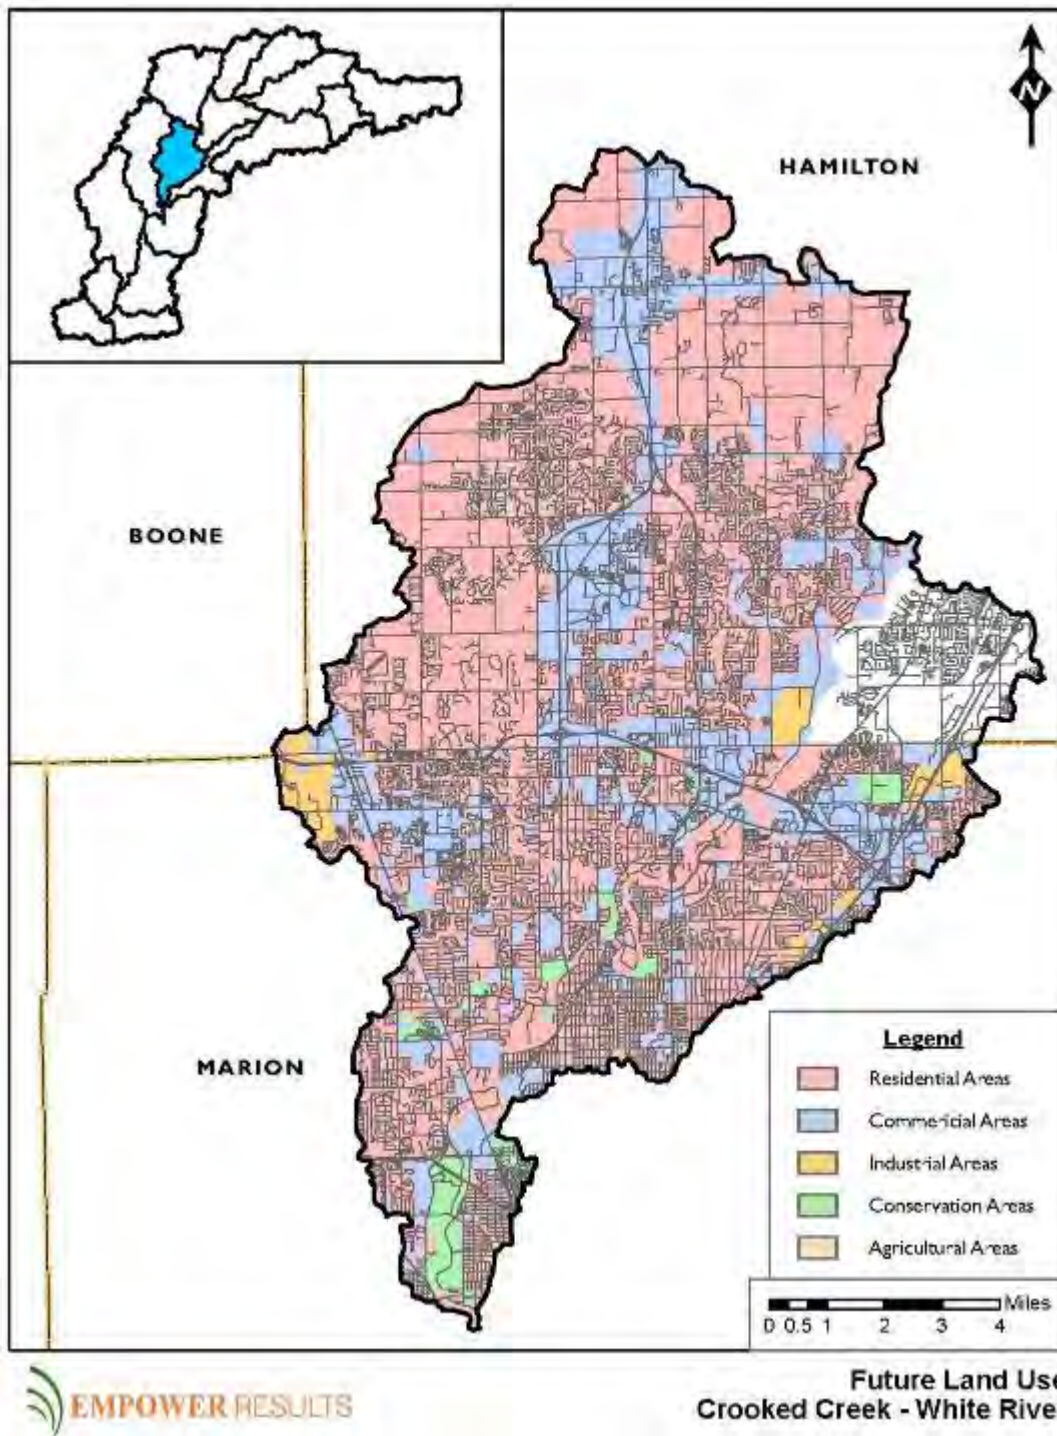 N
HAMILTON
BOONE
MARION
Legend
Residential Areas
Commericial Areas
Industrial Areas
Conservation Areas
Agricultural Areas
Miles
0 0.5 1 2 3 4
EMPOWER RESULTS
Future Land Use
Crooked Creek - White Rive